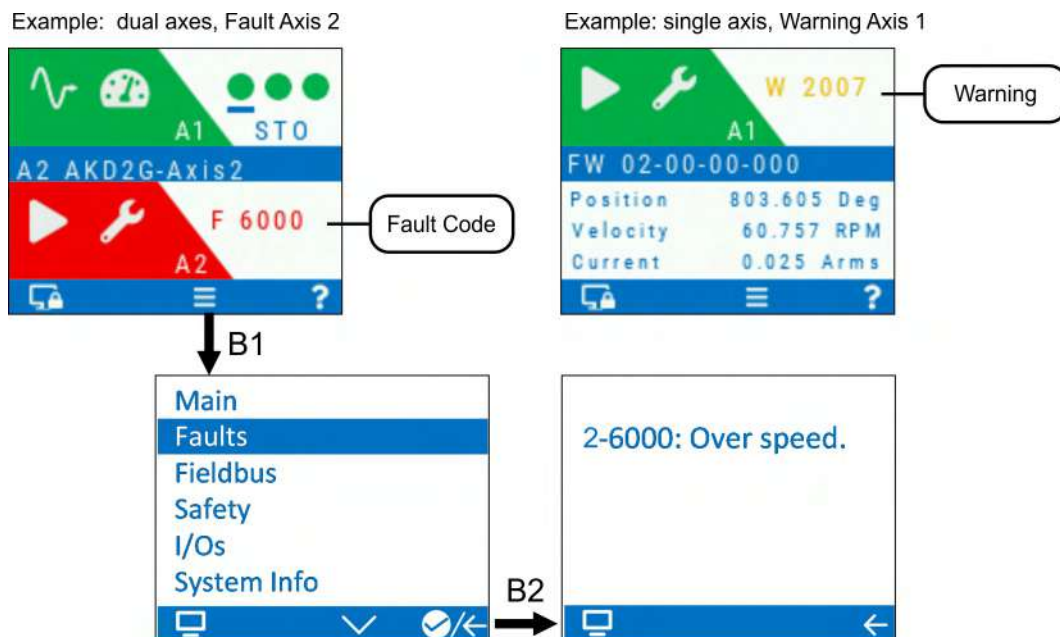 Example: dual axes, Fault Axis 2
A1
STO
A2 AKD2G-Axis2
F 6000
A2
?
Fault Code
Example: single axis, Warning Axis 1
W 2007
A1
FW 02-00-00-000
Position 803.605 Deg
Velocity 60.757 RPM
Current 0.025 Arms
?
Warning
B1
Main
Faults
Fieldbus
Safety
I/Os
System Info
/
B2
2-6000: Over speed.